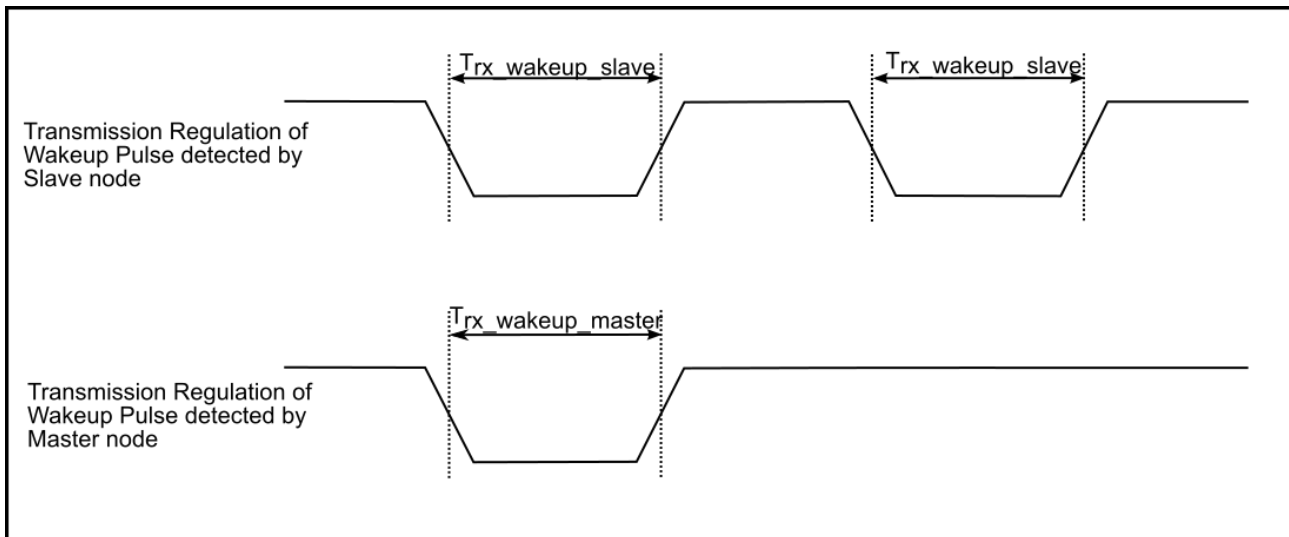 Trx_wakeup_slave
Trx_wakeup_slave
Transmission Regulation of
Wakeup Pulse detected by
Slave node
Trx_wakeup_master
Transmission Regulation of
Wakeup Pulse detected by
Master node